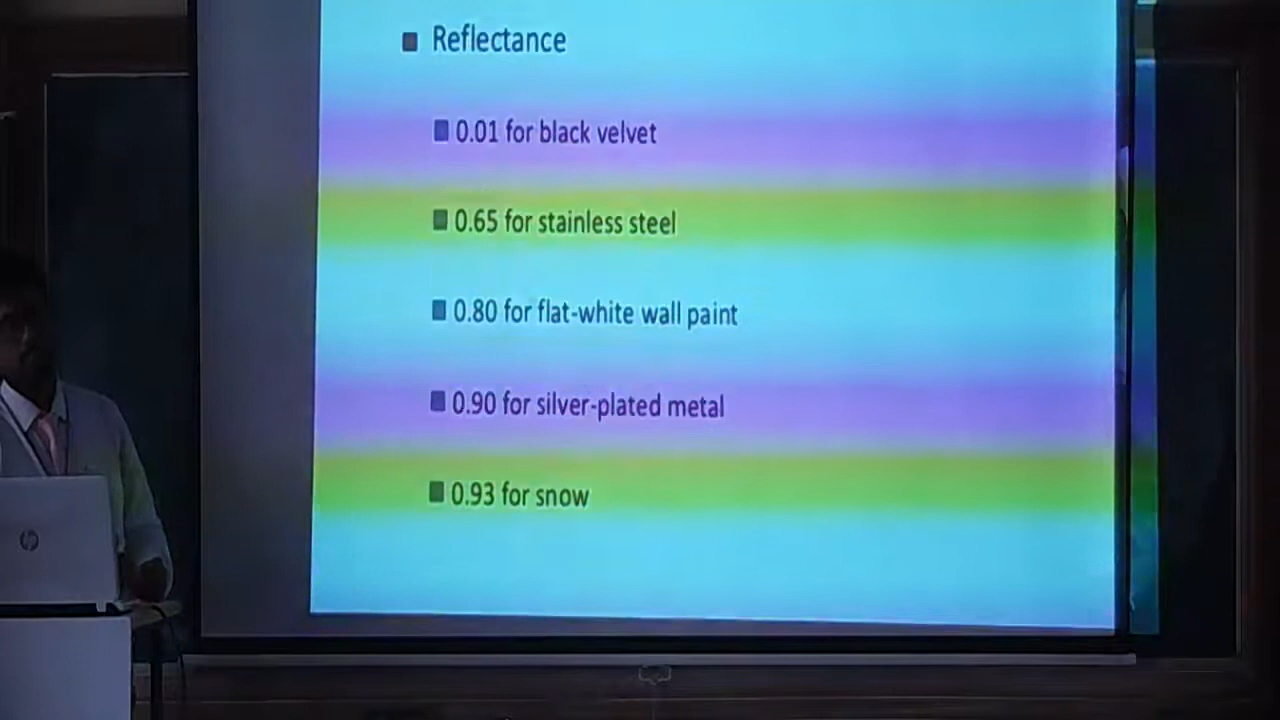 Reflectance
0.01 for black velvet
0.65 for stainless steel
0.80 for flat-white wall paint
0.90 for silver-plated metal
0.93 for snow
hp